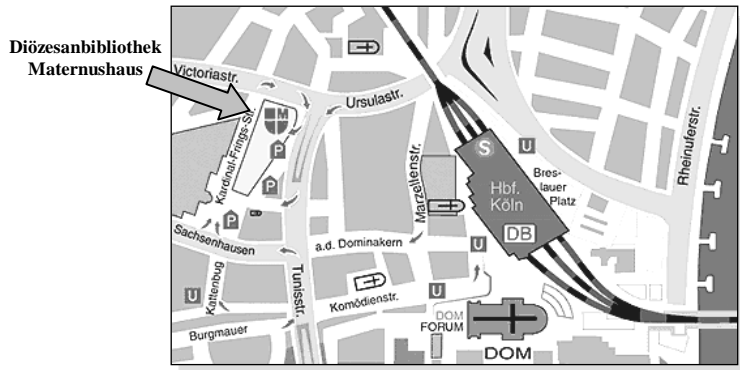 Diözesanbibliothek
Maternushaus
Victoriastr.
Ursulastr.
M
Kardinal-Frings-Str.
P
P
P
Marzellenstr.
S
U
Hbf.
Köln
DB
Bres-
lauer
Platz
Rheinuferstr.
Sachsenhausen
a.d. Dominakern
U
Kattenbug
U
Tunisstr.
Komödienstr.
U
Burgmauer
DOM
FORUM
DOM